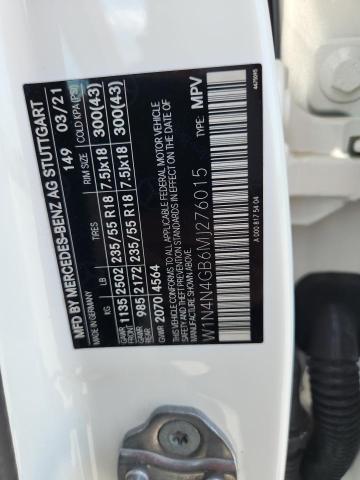 MFD BY MERCEDES-BENZ AG STUTTGART
149 03/21
KG LB TIRES RIM SIZE COLD KPA (PSI)
GAWR FRONT 1135 2502 235/55 R18 7.5Jx18 300(43)
GAWR REAR 985 2172 235/55 R18 7.5Jx18 300(43)
GVWR 2070 4564
THIS VEHICLE CONFORMS TO ALL APPLICABLE FEDERAL MOTOR VEHICLE
SAFETY, BUMPER, AND THEFT PREVENTION STANDARDS IN EFFECT ON THE DATE OF
MANUFACTURE SHOWN ABOVE.
W1N4N4GB6MJ276015 TYPE: MPV
A 000 817 54 04